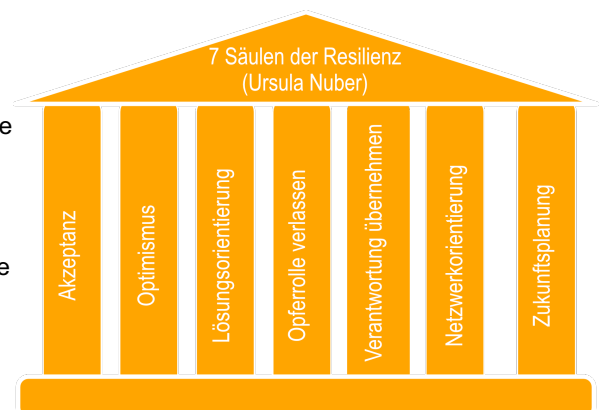 7 Säulen der Resilienz
(Ursula Nuber)
e
e
Akzeptanz
Optimismus
Lösungsorientierung
Opferrolle verlassen
Verantwortung übernehmen
Netzwerkorientierung
Zukunftsplanung